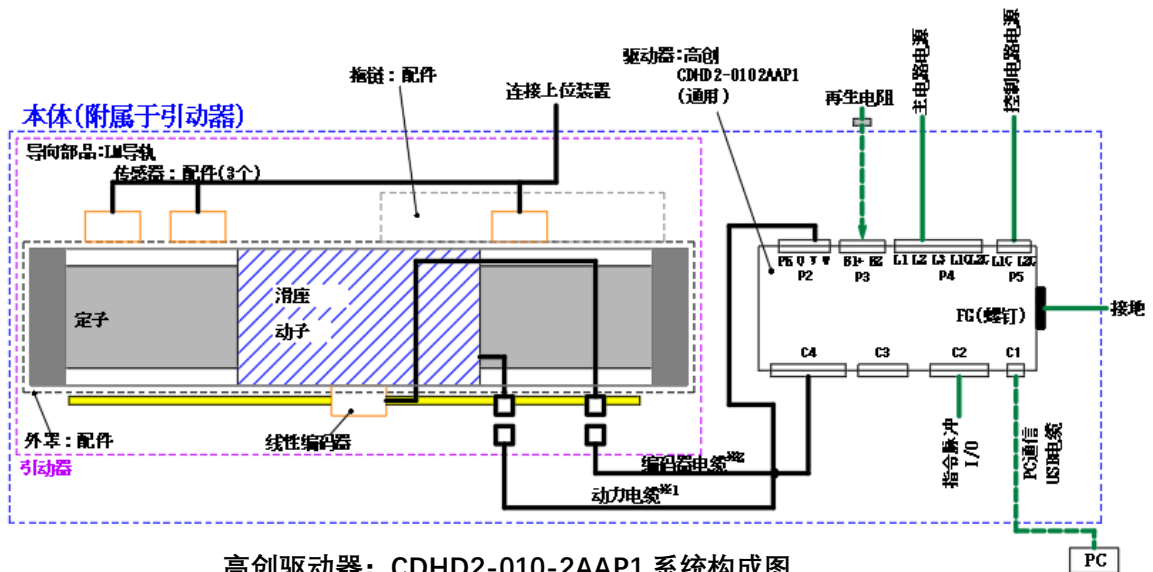 驱动器:高创
CDHD2-0102AAP1
(通用)
主电路电源
控制电路电源
拖链：配件
连接上位装置
再生电阻
本体(附属于引动器)
导向部品:LM导轨
传感器：配件(3个)
PE U V W
B1+ B2
L1 L2 L3 L1C L2C
L1C L2C
P2
P3
P4
P5
滑座
动子
定子
FG(螺钉)
接地
C4
C3
C2
C1
外罩：配件
线性编码器
引动器
编码器电缆※2
动力电缆※1
指令脉冲
I/O
PC通信
USB电缆
PC
高创驱动器：CDHD2-010-2AAP1 系统构成图